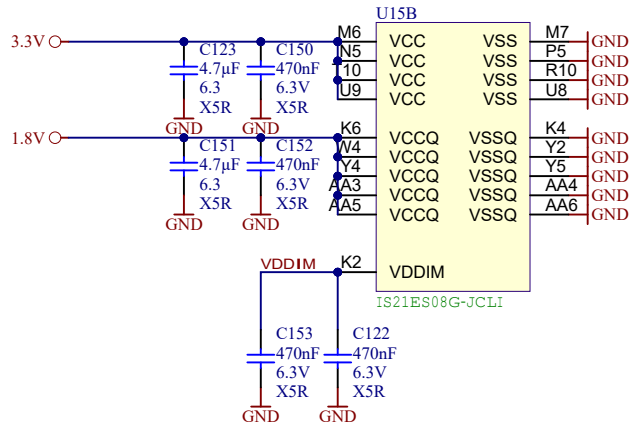 U15B
3.3V
C123
4.7µF
6.3
X5R
GND
C150
470nF
6.3V
X5R
GND
M6 VCC VSS M7 GND
N5 VCC VSS P5 GND
T10 VCC VSS R10 GND
U9 VCC VSS U8 GND
1.8V
C151
4.7µF
6.3
X5R
GND
C152
470nF
6.3V
X5R
GND
K6 VCCQ VSSQ K4 GND
W4 VCCQ VSSQ Y2 GND
Y4 VCCQ VSSQ Y5 GND
AA3 VCCQ VSSQ AA4 GND
AA5 VCCQ VSSQ AA6 GND
VDDIM K2 VDDIM
IS21ES08G-JCLI
C153
470nF
6.3V
X5R
GND
C122
470nF
6.3V
X5R
GND